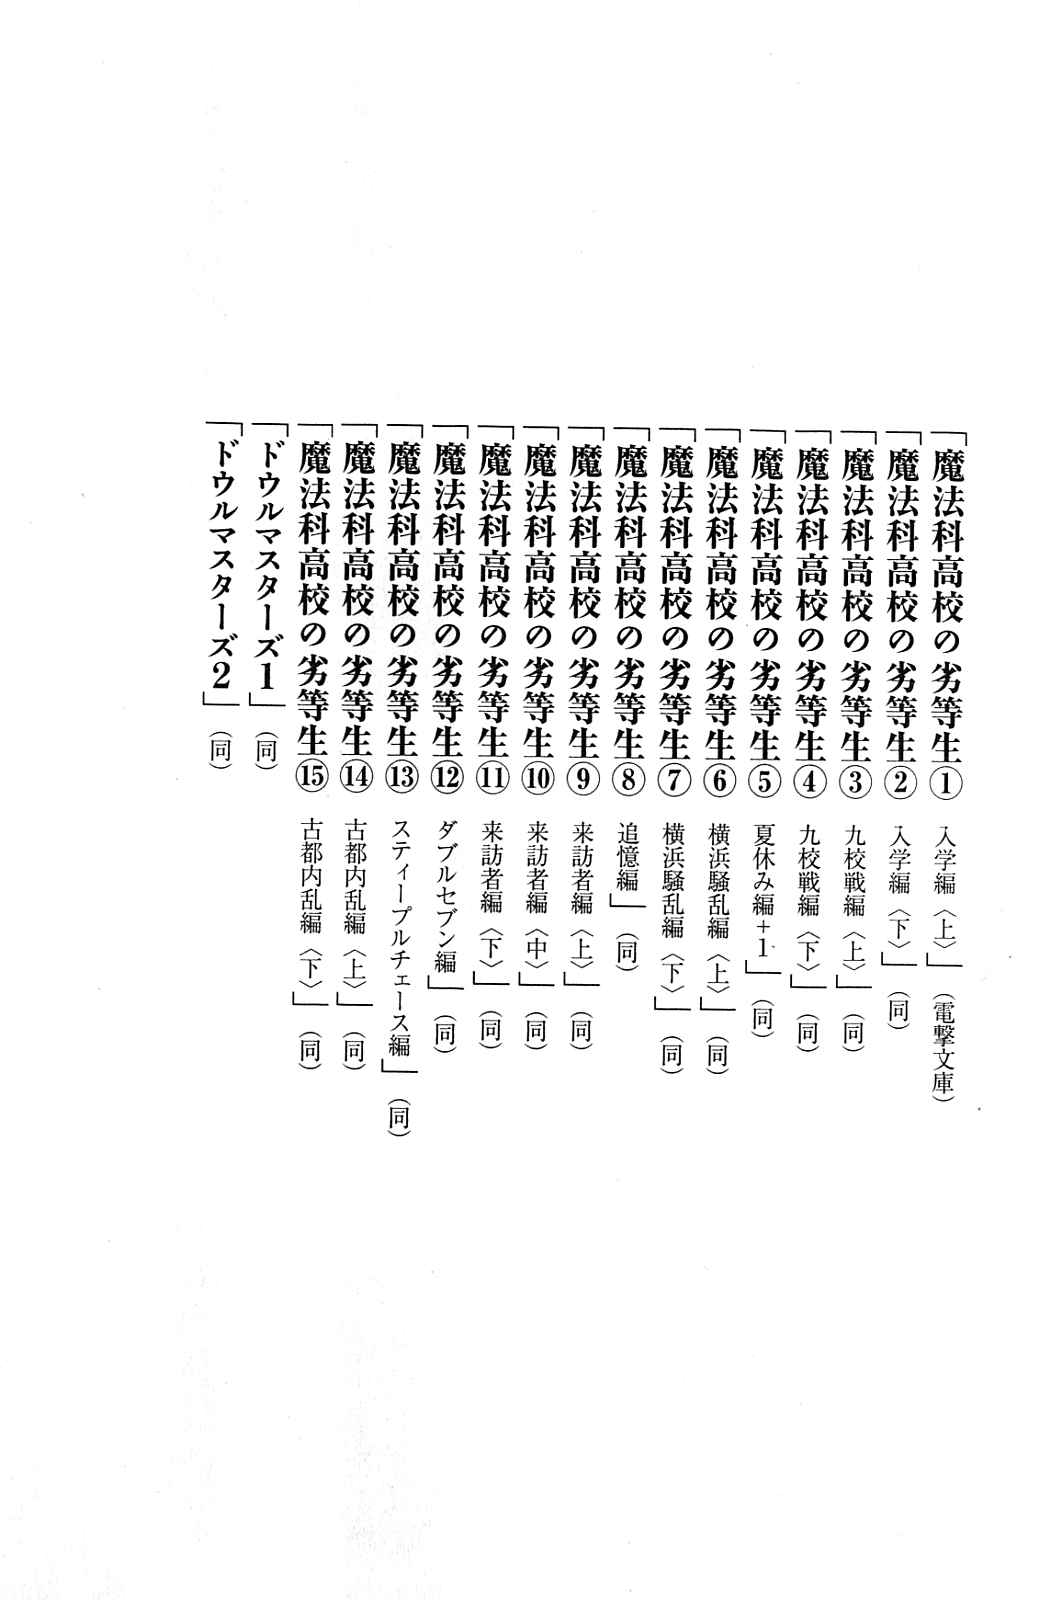 「魔法科高校の劣等生① 入学編〈上〉」(電撃文庫)
「魔法科高校の劣等生② 入学編〈下〉」(同)
「魔法科高校の劣等生③ 九校戦編〈上〉」(同)
「魔法科高校の劣等生④ 九校戦編〈下〉」(同)
「魔法科高校の劣等生⑤ 夏休み編+1」(同)
「魔法科高校の劣等生⑥ 横浜騒乱編〈上〉」(同)
「魔法科高校の劣等生⑦ 横浜騒乱編〈下〉」(同)
「魔法科高校の劣等生⑧ 追憶編」(同)
「魔法科高校の劣等生⑨ 来訪者編〈上〉」(同)
「魔法科高校の劣等生⑩ 来訪者編〈中〉」(同)
「魔法科高校の劣等生⑪ 来訪者編〈下〉」(同)
「魔法科高校の劣等生⑫ ダブルセブン編」(同)
「魔法科高校の劣等生⑬ スティープルチェース編」(同)
「魔法科高校の劣等生⑭ 古都内乱編〈上〉」(同)
「魔法科高校の劣等生⑮ 古都内乱編〈下〉」(同)
「ドウルマスターズ1」(同)
「ドウルマスターズ2」(同)